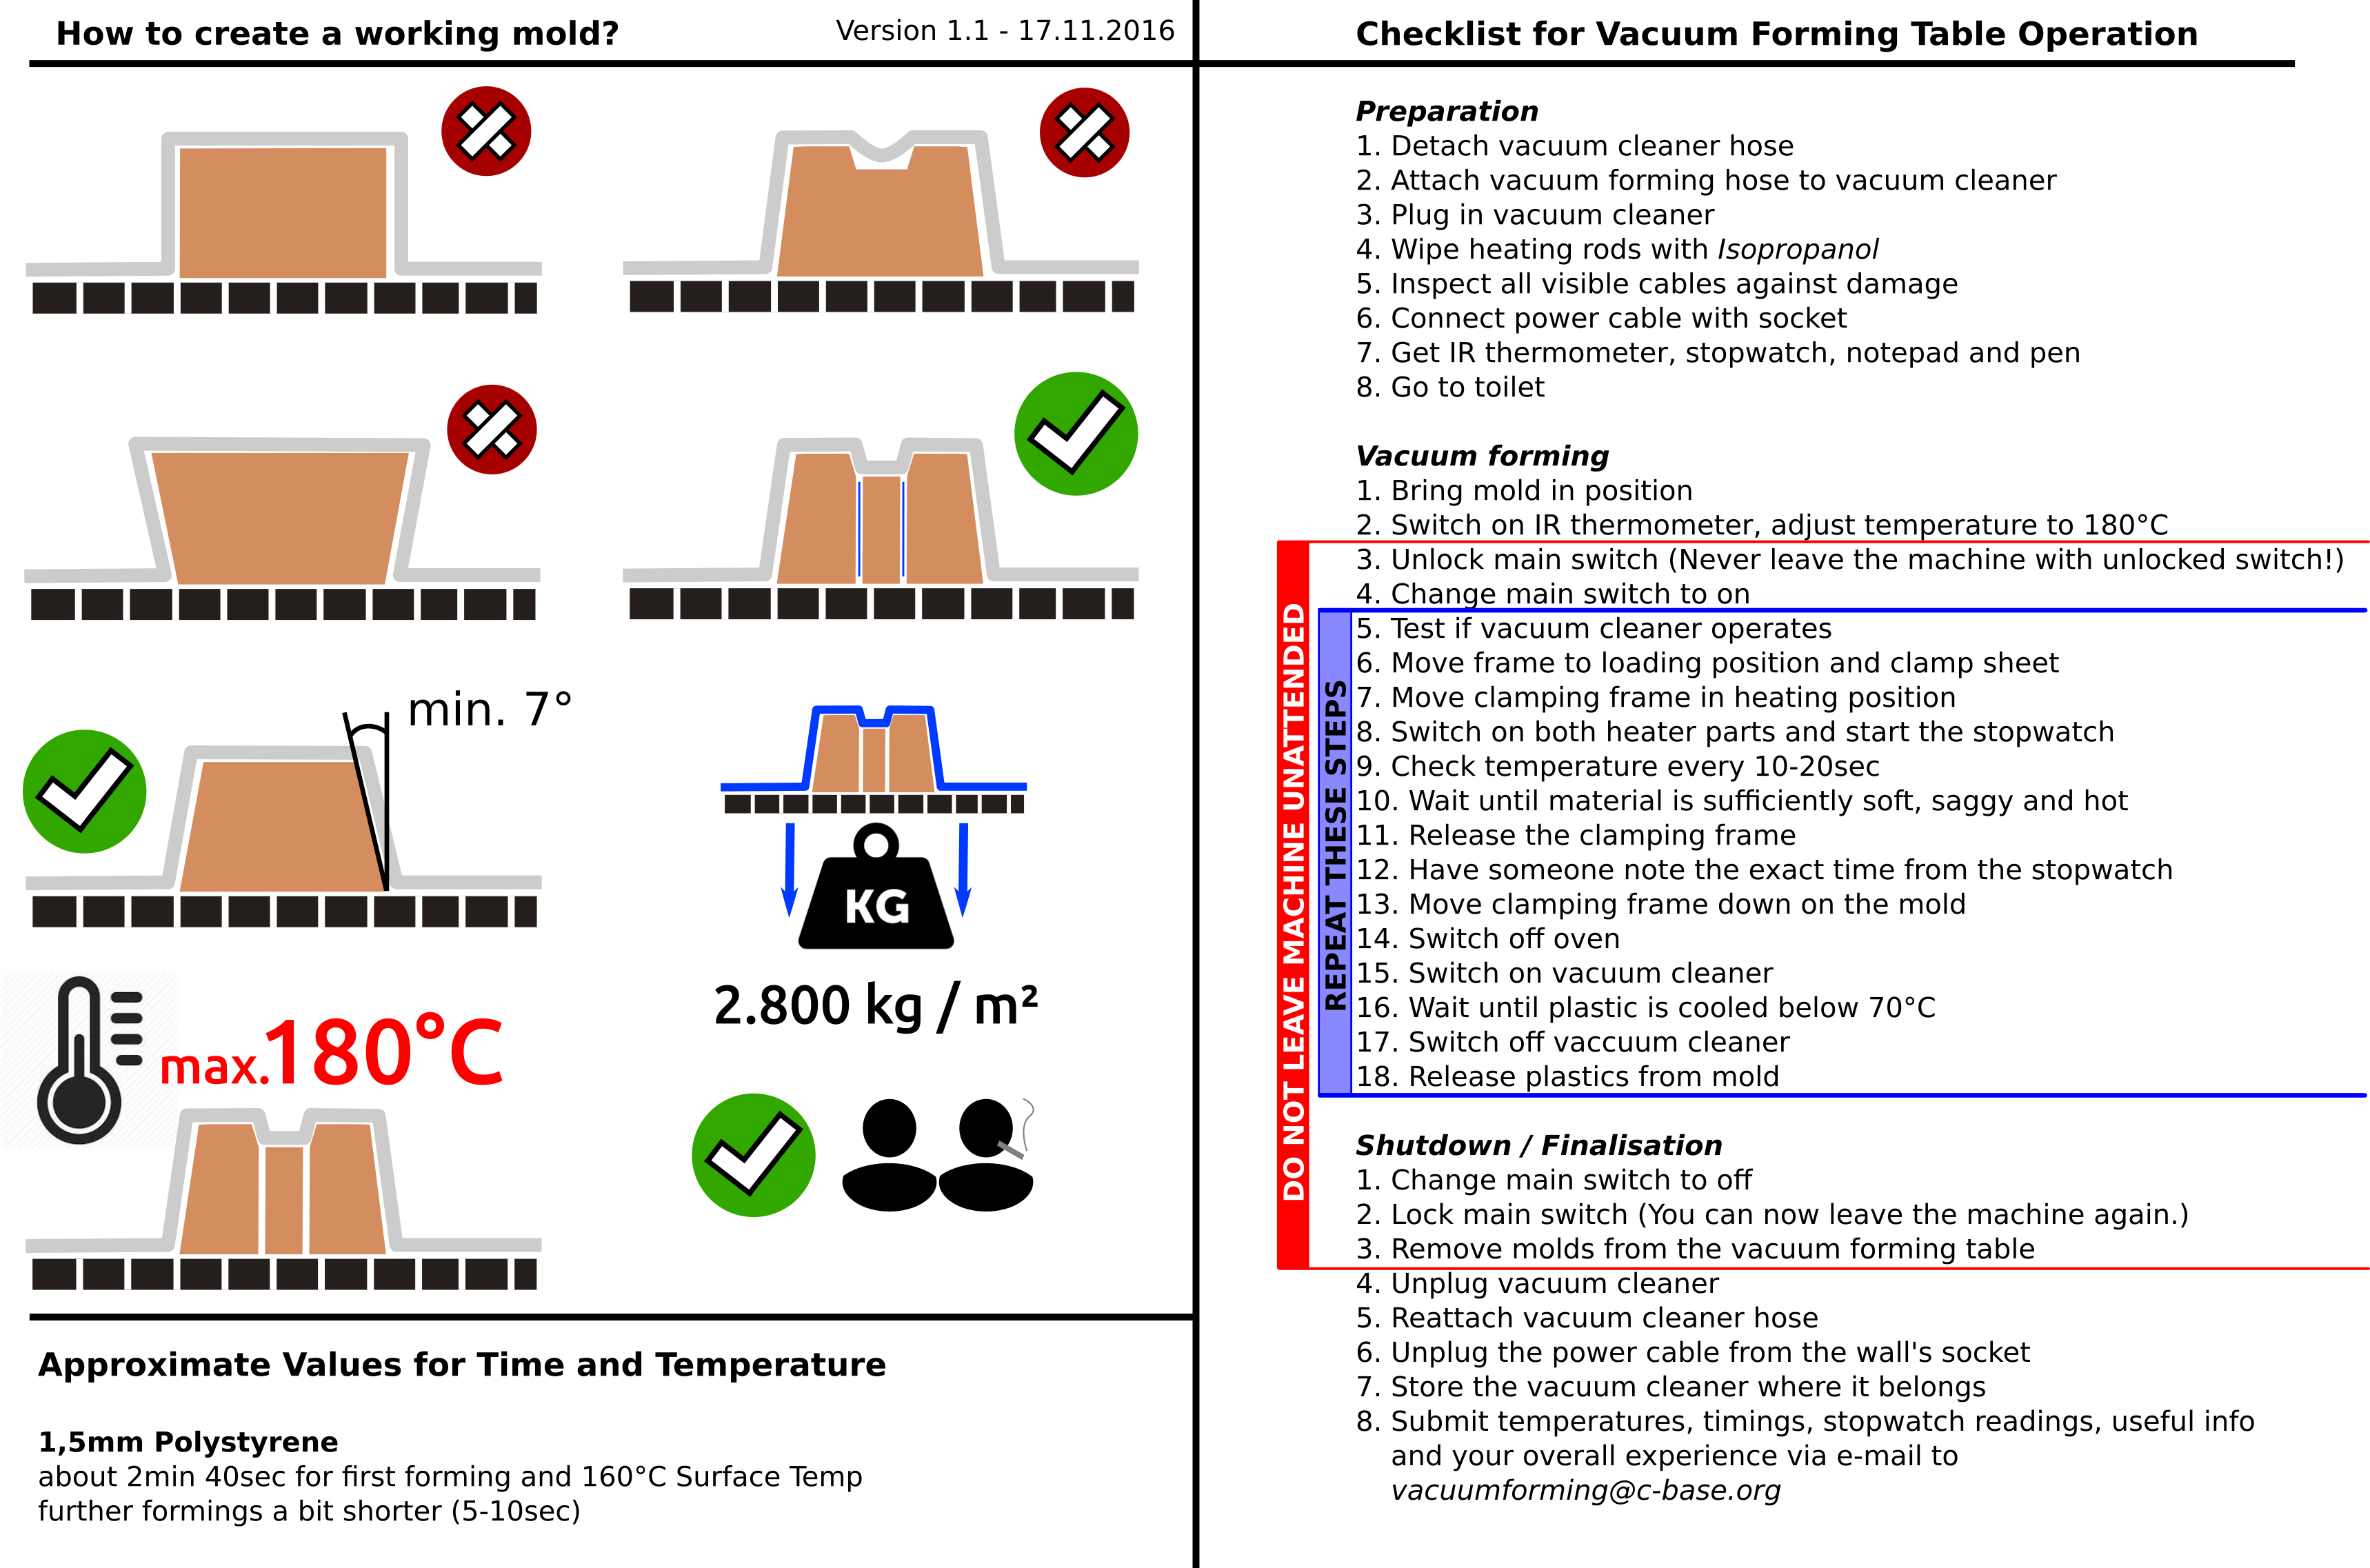 How to create a working mold?
Version 1.1 - 17.11.2016
min. 7°
max.180°C
KG
2.800 kg / m²
Approximate Values for Time and Temperature
1,5mm Polystyrene
about 2min 40sec for first forming and 160°C Surface Temp
further formings a bit shorter (5-10sec)
Checklist for Vacuum Forming Table Operation
Preparation
1. Detach vacuum cleaner hose
2. Attach vacuum forming hose to vacuum cleaner
3. Plug in vacuum cleaner
4. Wipe heating rods with Isopropanol
5. Inspect all visible cables against damage
6. Connect power cable with socket
7. Get IR thermometer, stopwatch, notepad and pen
8. Go to toilet
Vacuum forming
1. Bring mold in position
2. Switch on IR thermometer, adjust temperature to 180°C
3. Unlock main switch (Never leave the machine with unlocked switch!)
4. Change main switch to on
5. Test if vacuum cleaner operates
6. Move frame to loading position and clamp sheet
7. Move clamping frame in heating position
8. Switch on both heater parts and start the stopwatch
9. Check temperature every 10-20sec
10. Wait until material is sufficiently soft, saggy and hot
11. Release the clamping frame
12. Have someone note the exact time from the stopwatch
13. Move clamping frame down on the mold
14. Switch off oven
15. Switch on vacuum cleaner
16. Wait until plastic is cooled below 70°C
17. Switch off vaccuum cleaner
18. Release plastics from mold
DO NOT LEAVE MACHINE UNATTENDED
REPEAT THESE STEPS
Shutdown / Finalisation
1. Change main switch to off
2. Lock main switch (You can now leave the machine again.)
3. Remove molds from the vacuum forming table
4. Unplug vacuum cleaner
5. Reattach vacuum cleaner hose
6. Unplug the power cable from the wall's socket
7. Store the vacuum cleaner where it belongs
8. Submit temperatures, timings, stopwatch readings, useful info
and your overall experience via e-mail to
vacuumforming@c-base.org